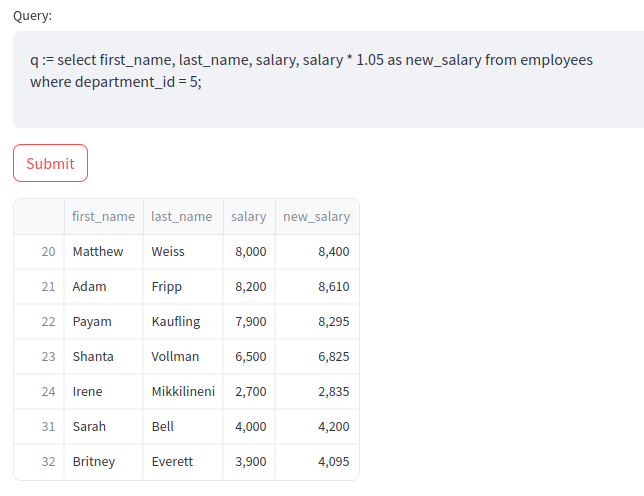 Query:
q := select first_name, last_name, salary, salary * 1.05 as new_salary from employees
where department_id = 5;
Submit
first_name last_name salary new_salary
20 Matthew Weiss 8,000 8,400
21 Adam Fripp 8,200 8,610
22 Payam Kaufling 7,900 8,295
23 Shanta Vollman 6,500 6,825
24 Irene Mikkilineni 2,700 2,835
31 Sarah Bell 4,000 4,200
32 Britney Everett 3,900 4,095